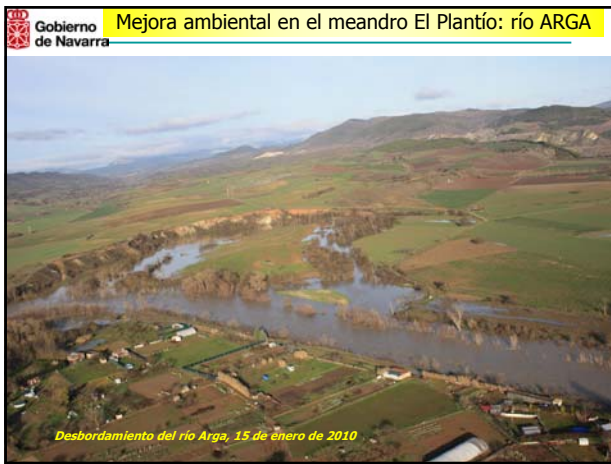 Gobierno
de Navarra
Mejora ambiental en el meandro El Plantío: río ARGA
Desbordamiento del río Arga, 15 de enero de 2010